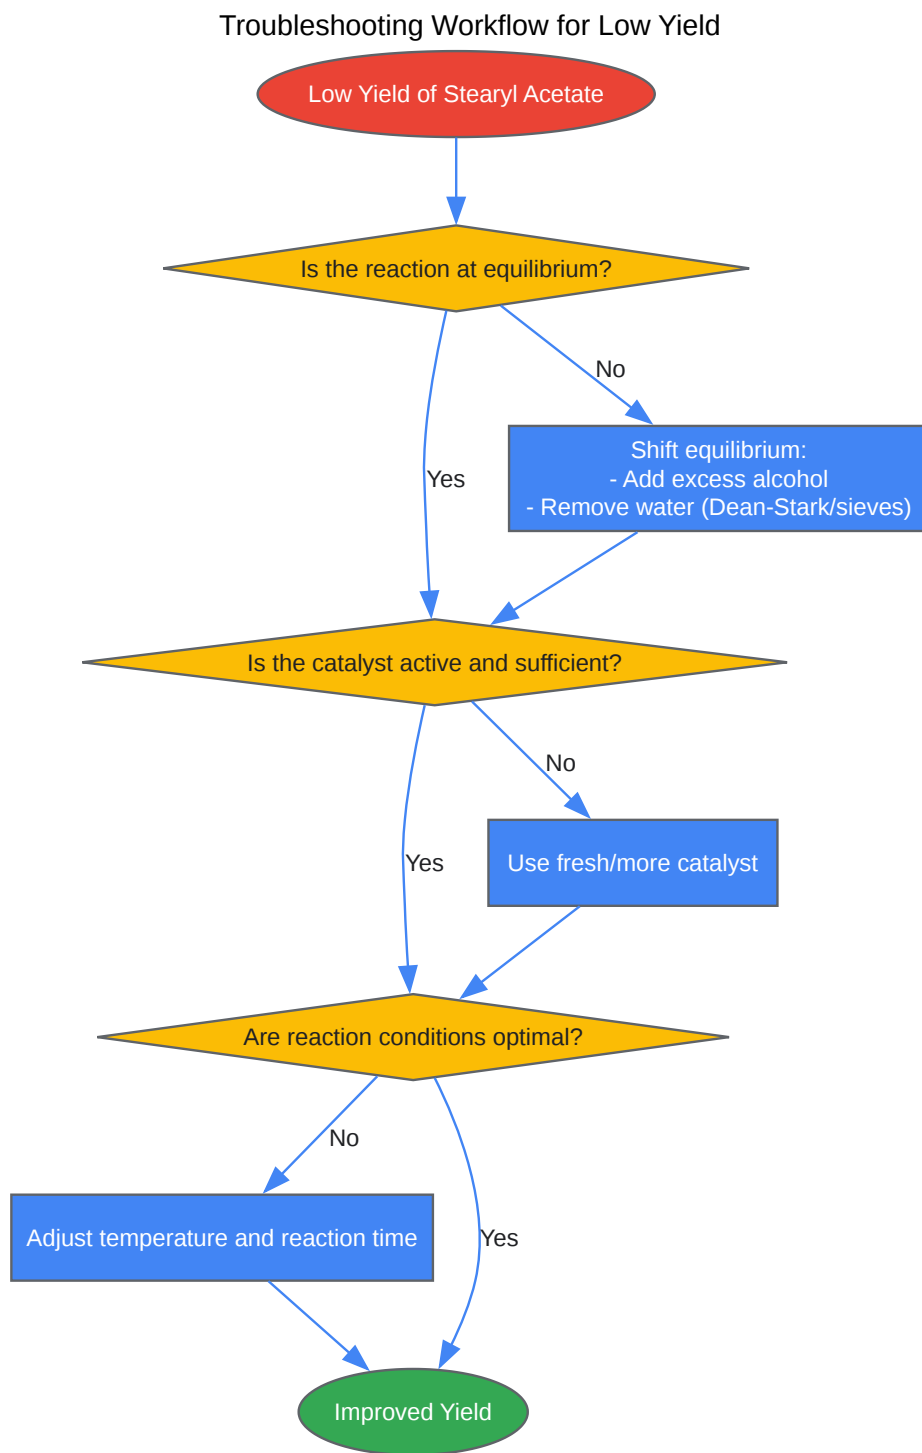 Troubleshooting Workflow for Low Yield
Low Yield of Stearyl Acetate
Is the reaction at equilibrium?
No
Shift equilibrium:
- Add excess alcohol
- Remove water (Dean-Stark/sieves)
Yes
Is the catalyst active and sufficient?
No
Use fresh/more catalyst
Yes
Are reaction conditions optimal?
No
Adjust temperature and reaction time
Yes
Improved Yield